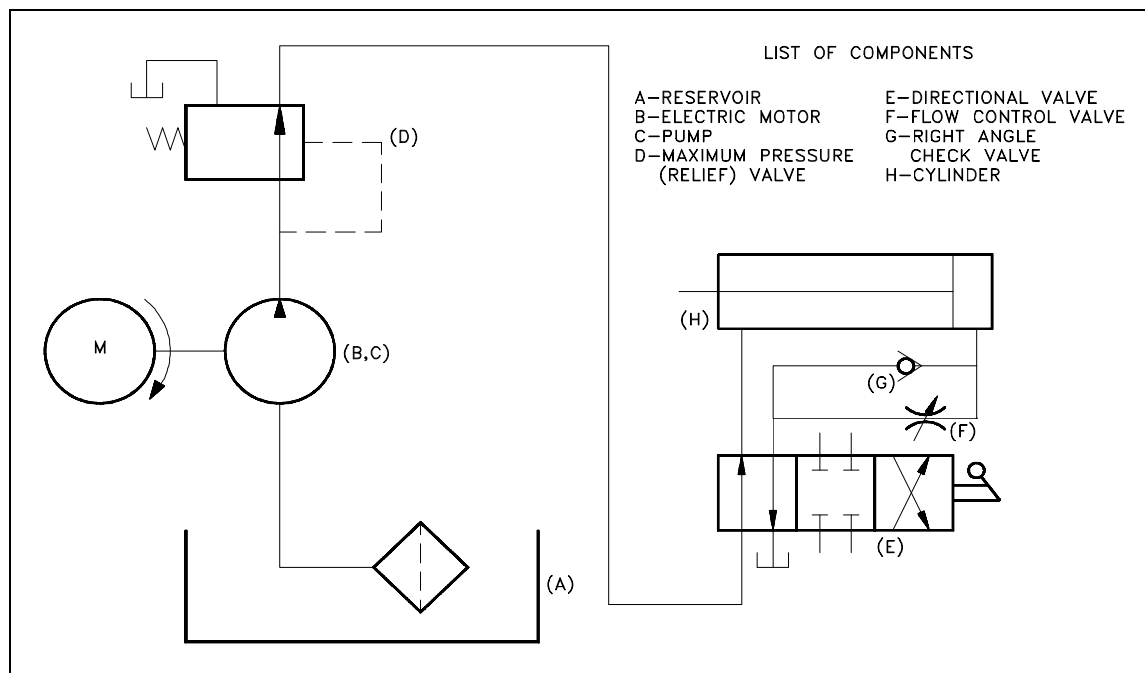 LIST OF COMPONENTS
A-RESERVOIR
B-ELECTRIC MOTOR
C-PUMP
D-MAXIMUM PRESSURE
(RELIEF) VALVE
E-DIRECTIONAL VALVE
F-FLOW CONTROL VALVE
G-RIGHT ANGLE
CHECK VALVE
H-CYLINDER
(D)
(H)
M
(B,C)
(G)
(F)
(E)
(A)